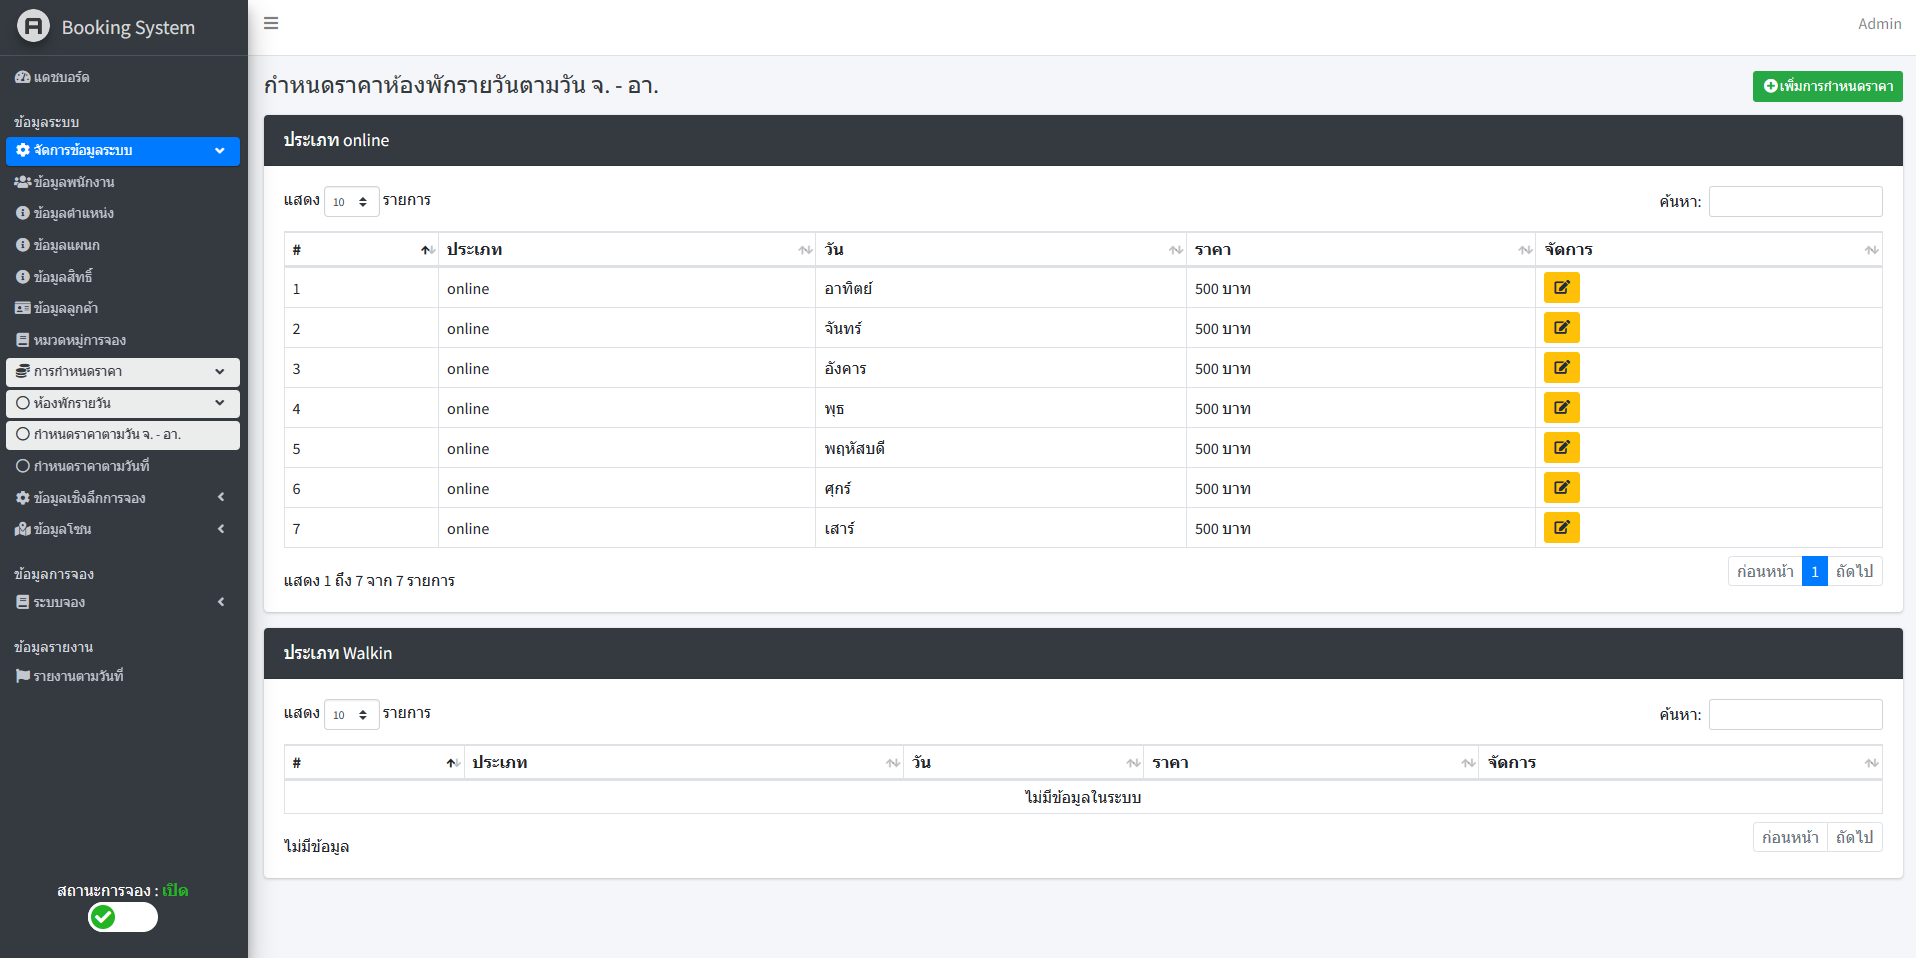 Booking System
แดชบอร์ด
ข้อมูลระบบ
จัดการข้อมูลระบบ
ข้อมูลพนักงาน
ข้อมูลตำแหน่ง
ข้อมูลแผนก
ข้อมูลสิทธิ์
ข้อมูลลูกค้า
หมวดหมู่การจอง
การกำหนดราคา
ห้องพักรายวัน
กำหนดราคาตามวัน จ. - อา.
กำหนดราคาตามวันที่
ข้อมูลเชิงลึกการจอง
ข้อมูลโซน
ข้อมูลการจอง
ระบบจอง
ข้อมูลรายงาน
รายงานตามวันที่
สถานะการจอง : เปิด
Admin
กำหนดราคาห้องพักรายวันตามวัน จ. - อา.
เพิ่มการกำหนดราคา
ประเภท online
แสดง 10 รายการ ค้นหา:
# ประเภท วัน ราคา จัดการ
1 online อาทิตย์ 500 บาท
2 online จันทร์ 500 บาท
3 online อังคาร 500 บาท
4 online พุธ 500 บาท
5 online พฤหัสบดี 500 บาท
6 online ศุกร์ 500 บาท
7 online เสาร์ 500 บาท
แสดง 1 ถึง 7 จาก 7 รายการ ก่อนหน้า 1 ถัดไป
ประเภท Walkin
แสดง 10 รายการ ค้นหา:
# ประเภท วัน ราคา จัดการ
ไม่มีข้อมูลในระบบ
ไม่มีข้อมูล ก่อนหน้า ถัดไป